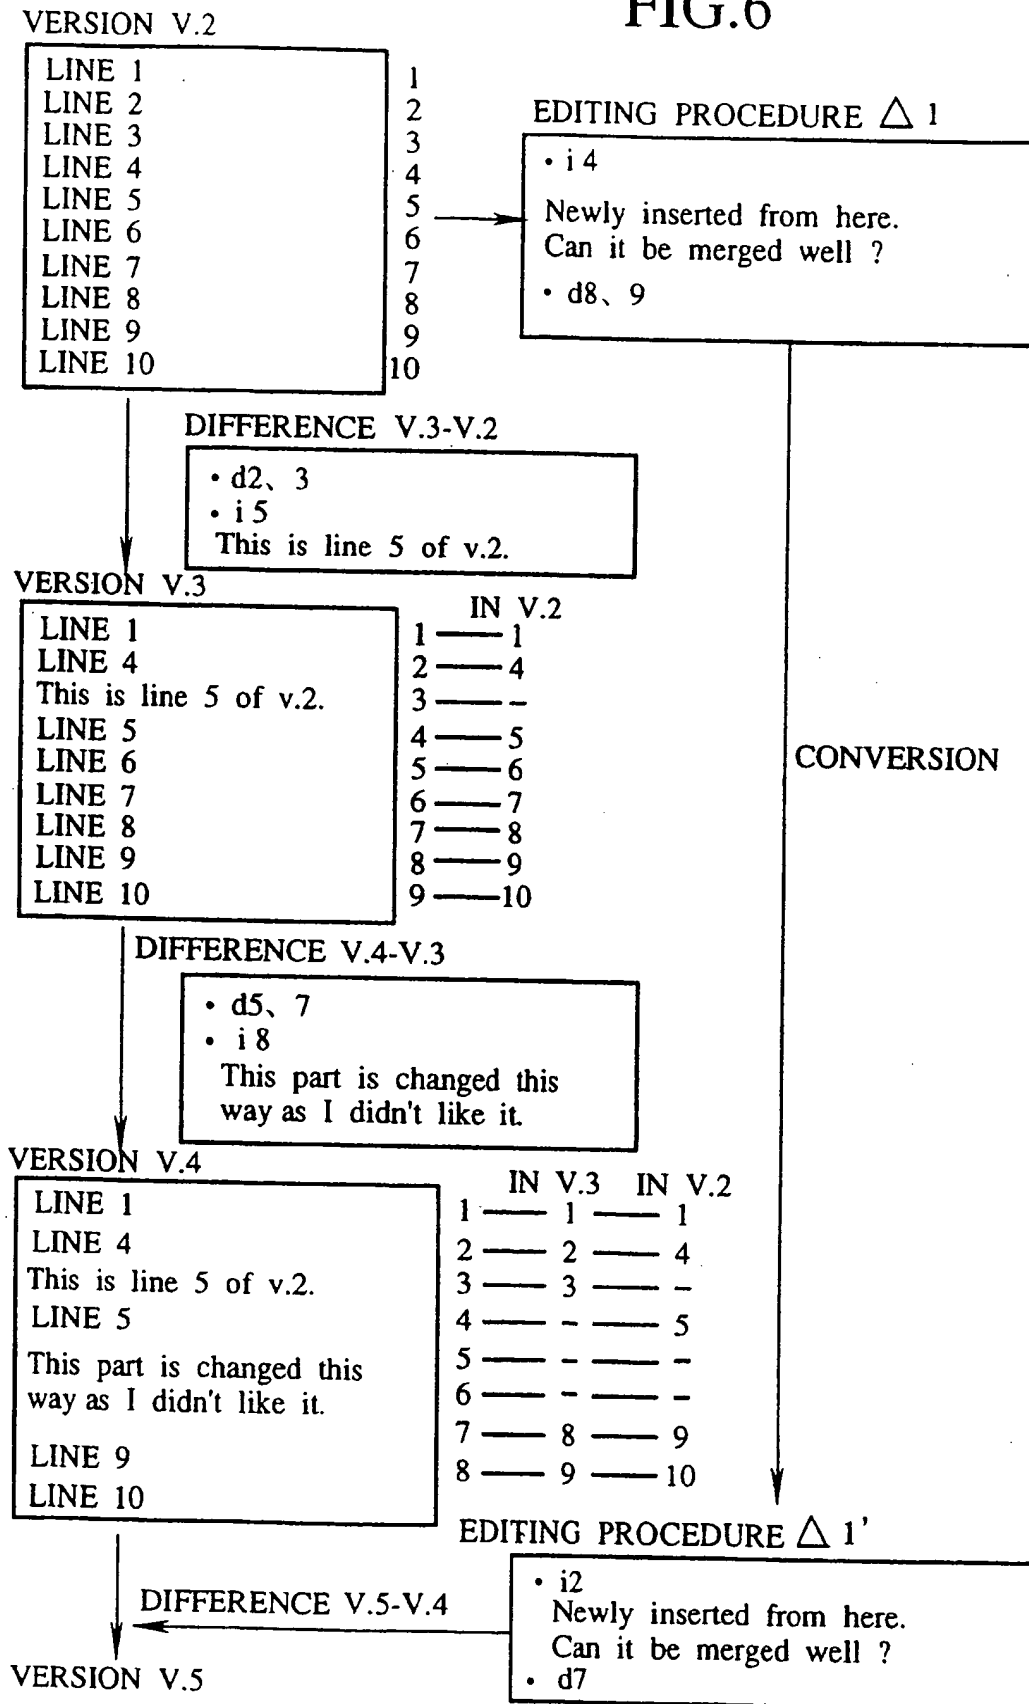 FIG.6
VERSION V.2
LINE 1 1
LINE 2 2
LINE 3 3
LINE 4 4
LINE 5 5
LINE 6 6
LINE 7 7
LINE 8 8
LINE 9 9
LINE 10 10
EDITING PROCEDURE △ 1
• i 4
Newly inserted from here.
Can it be merged well ?
• d8、 9
DIFFERENCE V.3-V.2
• d2、 3
• i 5
This is line 5 of v.2.
VERSION V.3
IN V.2
LINE 1 1 — 1
LINE 4 2 — 4
This is line 5 of v.2. 3 — -
LINE 5 4 — 5
LINE 6 5 — 6
LINE 7 6 — 7
LINE 8 7 — 8
LINE 9 8 — 9
LINE 10 9 — 10
CONVERSION
DIFFERENCE V.4-V.3
• d5、 7
• i 8
This part is changed this
way as I didn't like it.
VERSION V.4
IN V.3 IN V.2
LINE 1 1 — 1 — 1
LINE 4 2 — 2 — 4
This is line 5 of v.2. 3 — 3 — -
LINE 5 4 — - — 5
This part is changed this 5 — - — -
way as I didn't like it. 6 — - — -
LINE 9 7 — 8 — 9
LINE 10 8 — 9 — 10
EDITING PROCEDURE △ 1'
• i2
Newly inserted from here.
Can it be merged well ?
• d7
DIFFERENCE V.5-V.4
VERSION V.5